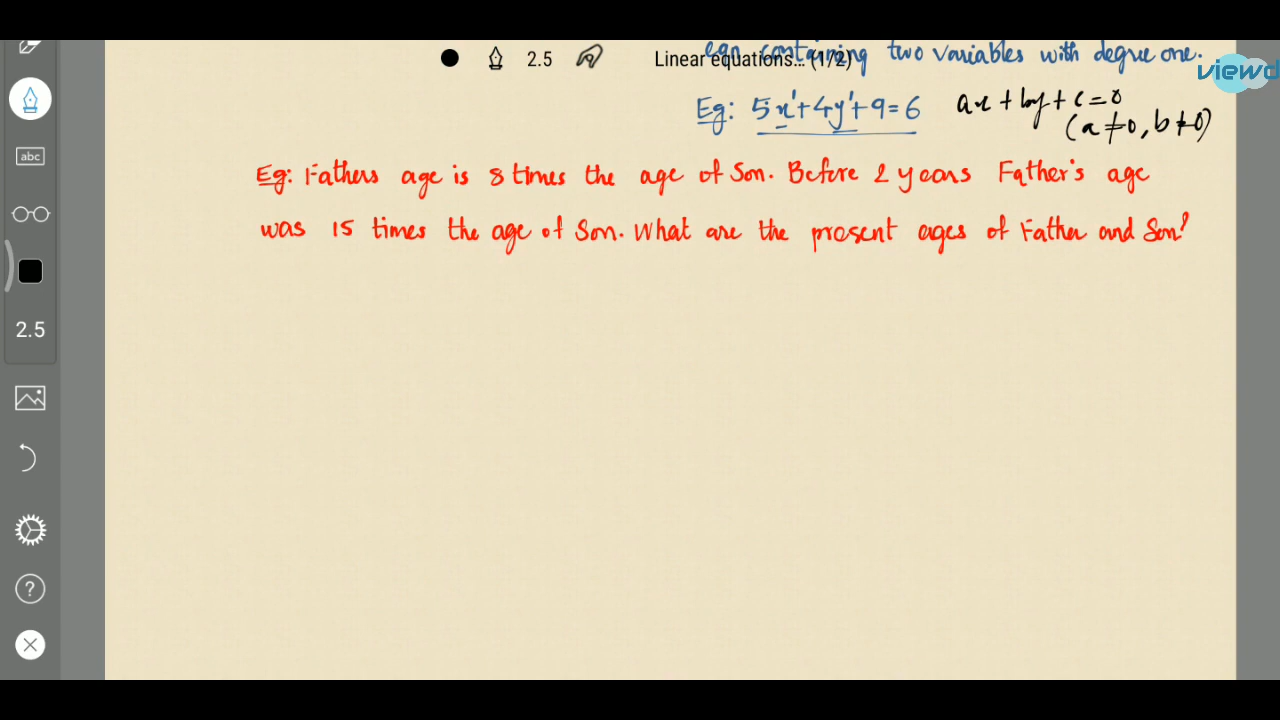 2.5 Linear equations... (1/2)
eqn containing two variables with degree one.
viewd
Eg: 5x¹+4y¹+9=6 ax+by+c=0
(a≠0, b≠0)
abc
Eg: Fathers age is 8 times the age of Son. Before 2 years Father's age
was 15 times the age of Son. What are the present ages of Father and Son?
2.5
?